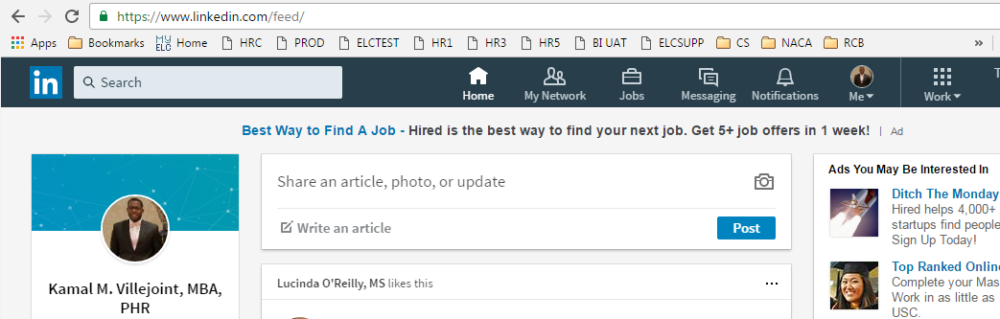 https://www.linkedin.com/feed/
Apps Bookmarks MY ELC Home HRC PROD ELCTEST HR1 HR3 HR5 BI UAT ELCSUPP CS NACA RCB »
in Search Home My Network Jobs Messaging Notifications Me Work
Best Way to Find A Job - Hired is the best way to find your next job. Get 5+ job offers in 1 week! | Ad
Kamal M. Villejoint, MBA,
PHR
Share an article, photo, or update
Write an article Post
Lucinda O'Reilly, MS likes this ...
Ads You May Be Interested In
Ditch The Monday
Hired helps 4,000+
startups find people
Sign Up Today!
Top Ranked Online
Complete your Mas
Work in as little as
USC.